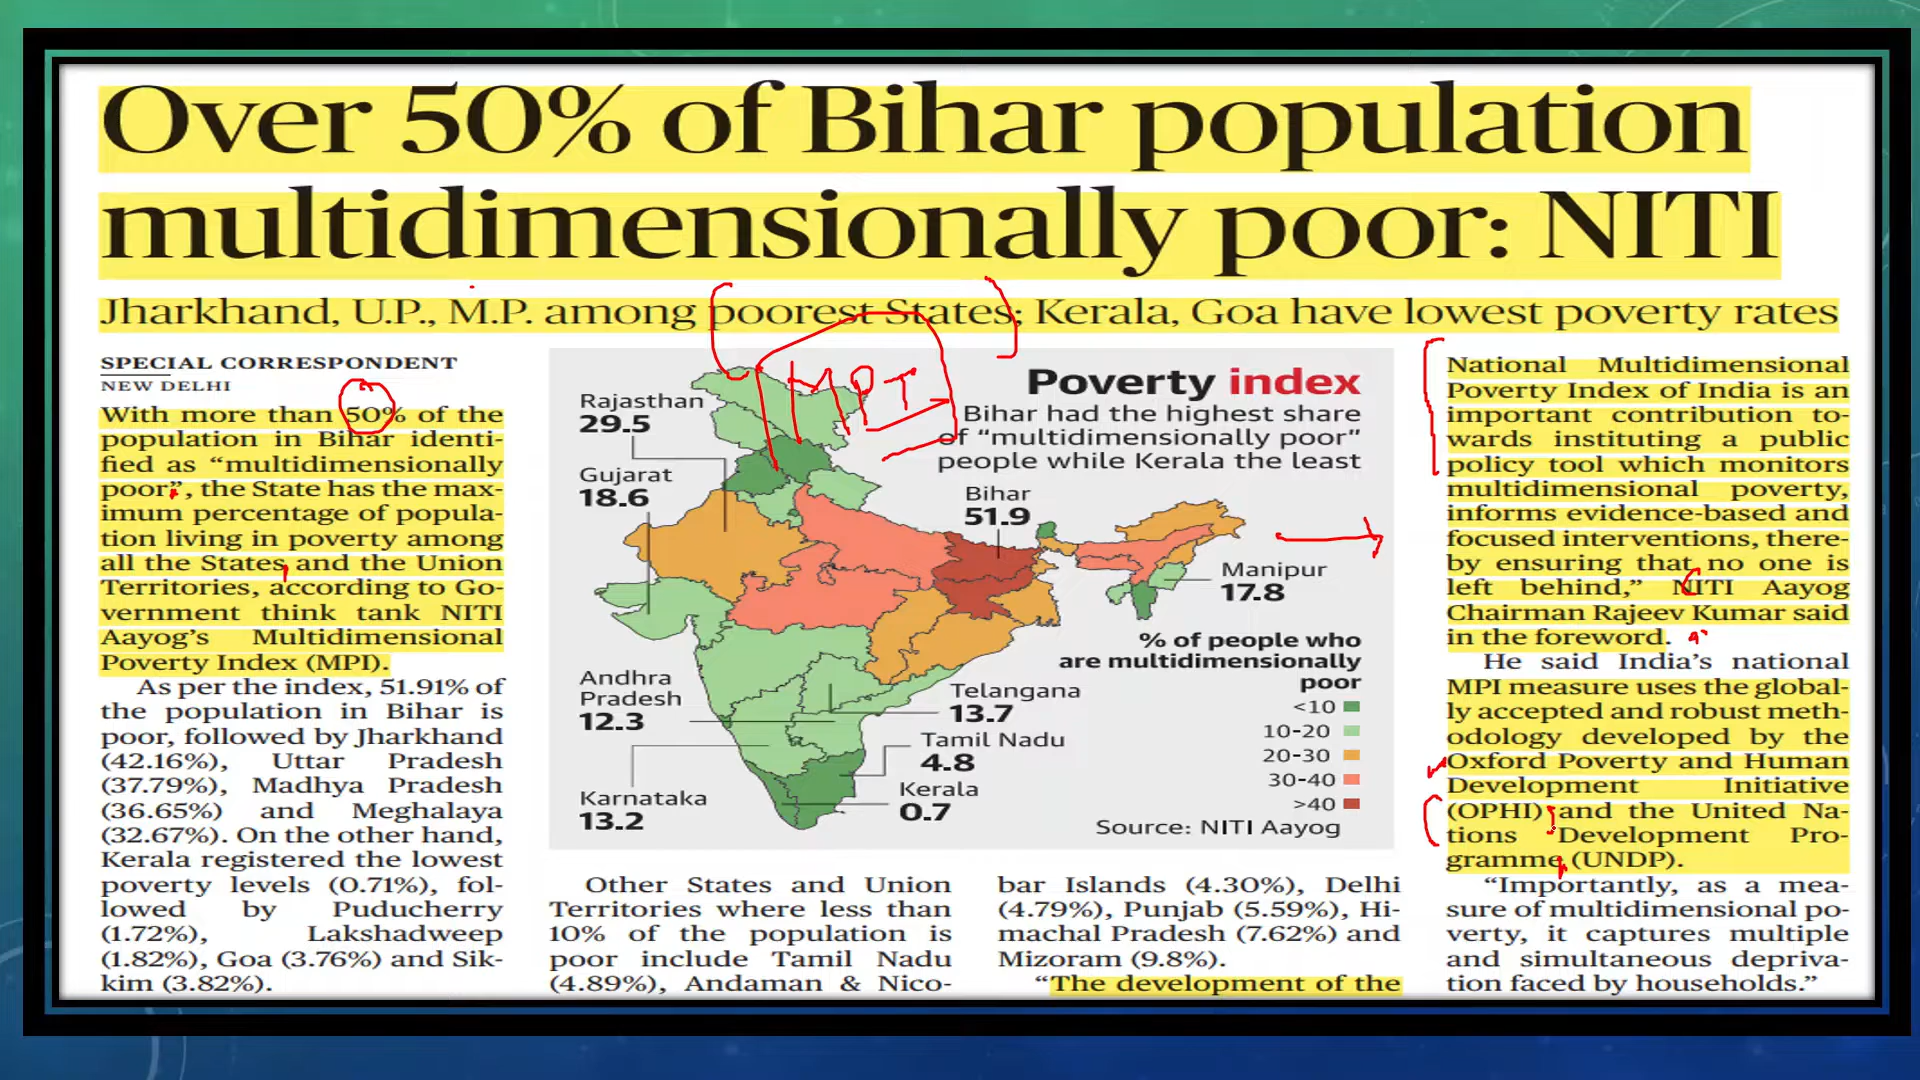 Over 50% of Bihar population
multidimensionally poor: NITI
Jharkhand, U.P., M.P. among poorest States; Kerala, Goa have lowest poverty rates
SPECIAL CORRESPONDENT
NEW DELHI
With more than 50% of the
population in Bihar identi-
fied as “multidimensionally
poor”, the State has the max-
imum percentage of popula-
tion living in poverty among
all the States and the Union
Territories, according to Go-
vernment think tank NITI
Aayog’s Multidimensional
Poverty Index (MPI).
As per the index, 51.91% of
the population in Bihar is
poor, followed by Jharkhand
(42.16%), Uttar Pradesh
(37.79%), Madhya Pradesh
(36.65%) and Meghalaya
(32.67%). On the other hand,
Kerala registered the lowest
poverty levels (0.71%), fol-
lowed by Puducherry
(1.72%), Lakshadweep
(1.82%), Goa (3.76%) and Sik-
kim (3.82%).
MPI
Poverty index
Bihar had the highest share
of “multidimensionally poor”
people while Kerala the least
Rajasthan
29.5
Gujarat
18.6
Bihar
51.9
Manipur
17.8
Andhra
Pradesh
12.3
Telangana
13.7
Tamil Nadu
4.8
Kerala
0.7
Karnataka
13.2
% of people who
are multidimensionally
poor
<10
10-20
20-30
30-40
>40
Source: NITI Aayog
Other States and Union
Territories where less than
10% of the population is
poor include Tamil Nadu
(4.89%), Andaman & Nico-
bar Islands (4.30%), Delhi
(4.79%), Punjab (5.59%), Hi-
machal Pradesh (7.62%) and
Mizoram (9.8%).
“The development of the
National Multidimensional
Poverty Index of India is an
important contribution to-
wards instituting a public
policy tool which monitors
multidimensional poverty,
informs evidence-based and
focused interventions, there-
by ensuring that no one is
left behind,” NITI Aayog
Chairman Rajeev Kumar said
in the foreword.
He said India’s national
MPI measure uses the global-
ly accepted and robust meth-
odology developed by the
Oxford Poverty and Human
Development Initiative
(OPHI) and the United Na-
tions Development Pro-
gramme (UNDP).
“Importantly, as a mea-
sure of multidimensional po-
verty, it captures multiple
and simultaneous depriva-
tion faced by households.”